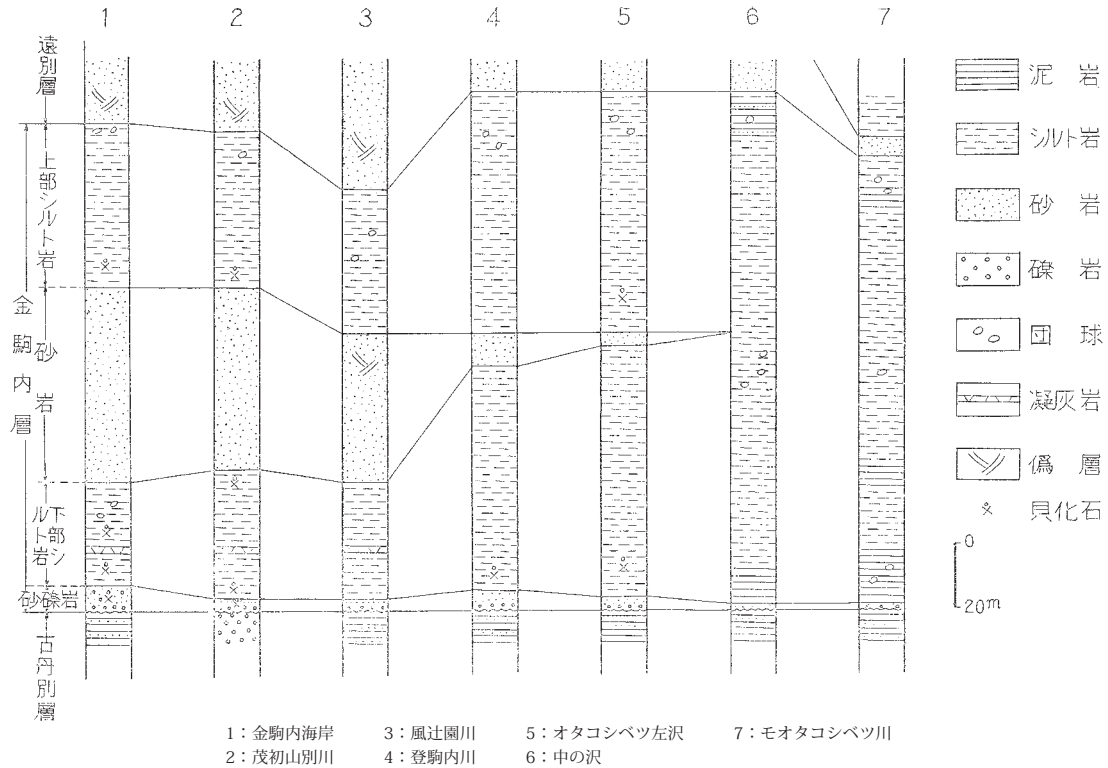 1
2
3
4
5
6
7
遠別層
上部シルト岩
金駒内層
砂岩
下部シルト岩
砂礫岩
古丹別層
泥岩
シルト岩
砂岩
礫岩
団球
凝灰岩
偽層
貝化石
0
20m
1：金駒内海岸
3：風辻園川
5：オタコシベツ左沢
7：モオタコシベツ川
2：茂初山別川
4：登駒内川
6：中の沢